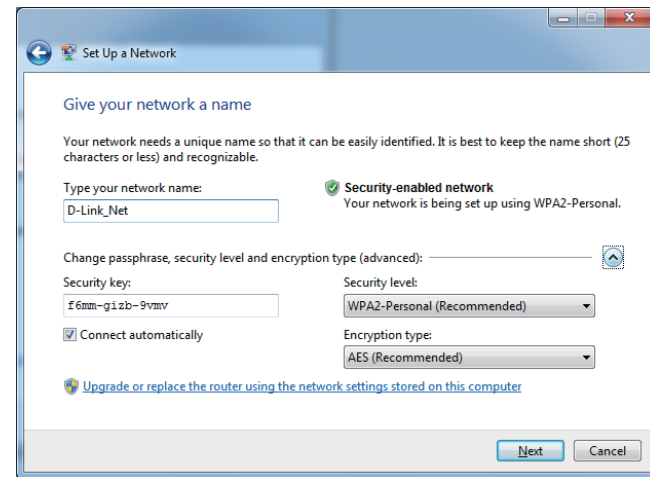 Set Up a Network
Give your network a name
Your network needs a unique name so that it can be easily identified. It is best to keep the name short (25
characters or less) and recognizable.
Type your network name:
Security-enabled network
Your network is being set up using WPA2-Personal.
D-Link_Net
Change passphrase, security level and encryption type (advanced):
Security key:
Security level:
f6mm-gizb-9vmv
WPA2-Personal (Recommended)
Connect automatically
Encryption type:
AES (Recommended)
Upgrade or replace the router using the network settings stored on this computer
Next
Cancel